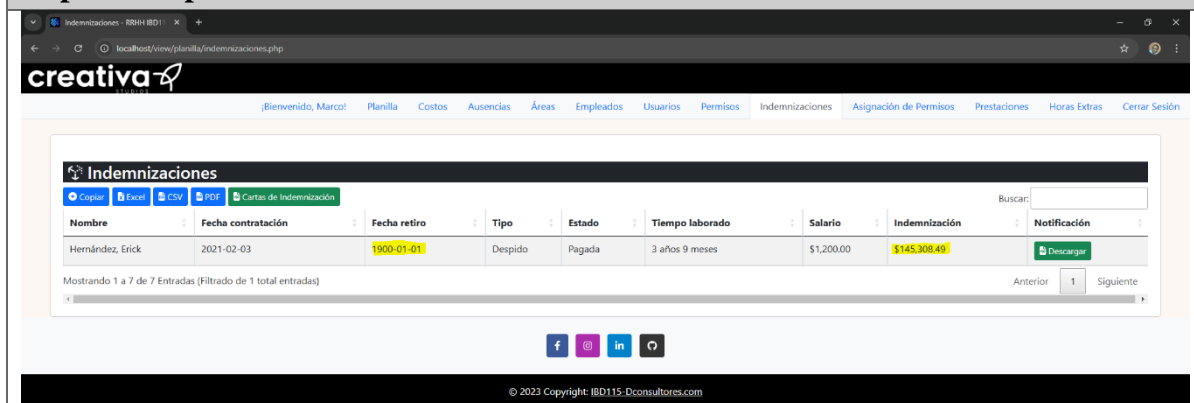 Indemnizaciones - RRHH IBD11
localhost/view/planilla/indemnizaciones.php
creativa
STUDIOS
¡Bienvenido, Marco! Planilla Costos Ausencias Áreas Empleados Usuarios Permisos Indemnizaciones Asignación de Permisos Prestaciones Horas Extras Cerrar Sesión
Indemnizaciones
Copiar Excel CSV PDF Cartas de Indemnización Buscar:
Nombre Fecha contratación Fecha retiro Tipo Estado Tiempo laborado Salario Indemnización Notificación
Hernández, Erick 2021-02-03 1900-01-01 Despido Pagada 3 años 9 meses $1,200.00 $145,308.49 Descargar
Mostrando 1 a 7 de 7 Entradas (Filtrado de 1 total entradas) Anterior 1 Siguiente
f in
© 2023 Copyright: IBD115-Dconsultores.com